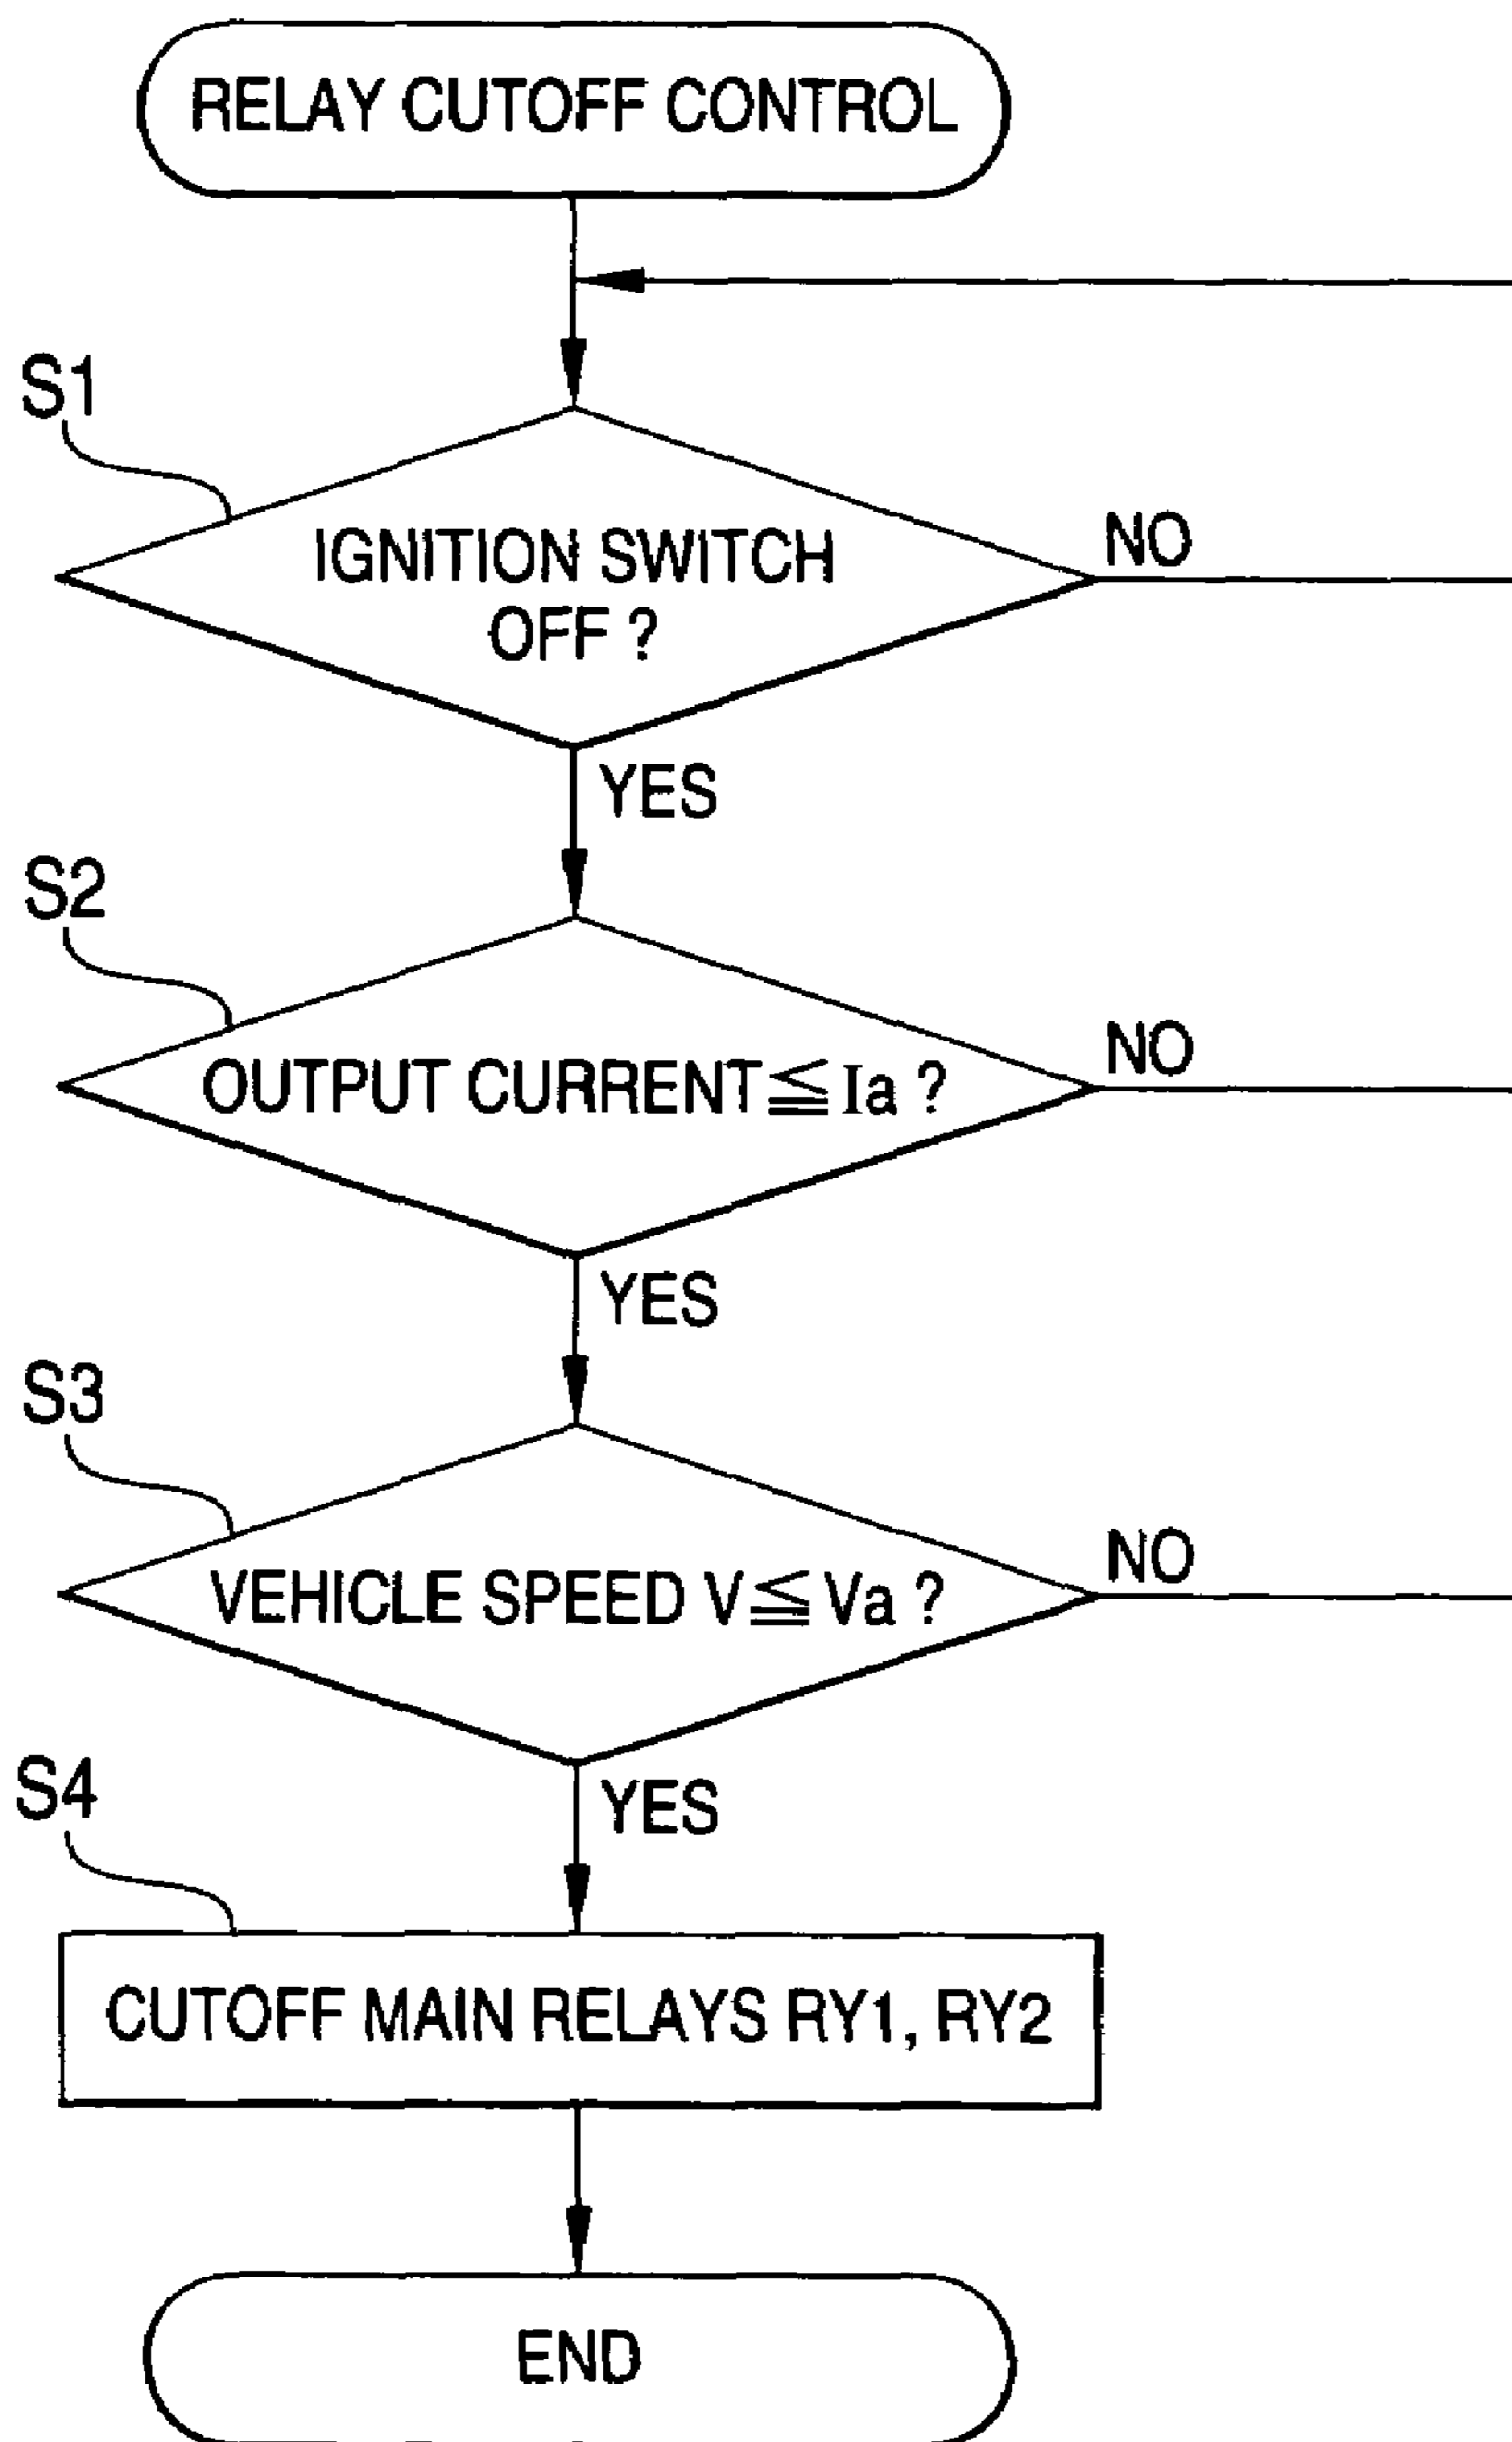 RELAY CUTOFF CONTROL
S1
IGNITION SWITCH
OFF ?
NO
YES
S2
OUTPUT CURRENT≦Ia ?
NO
YES
S3
VEHICLE SPEED V≦Va ?
NO
YES
S4
CUTOFF MAIN RELAYS RY1, RY2
END